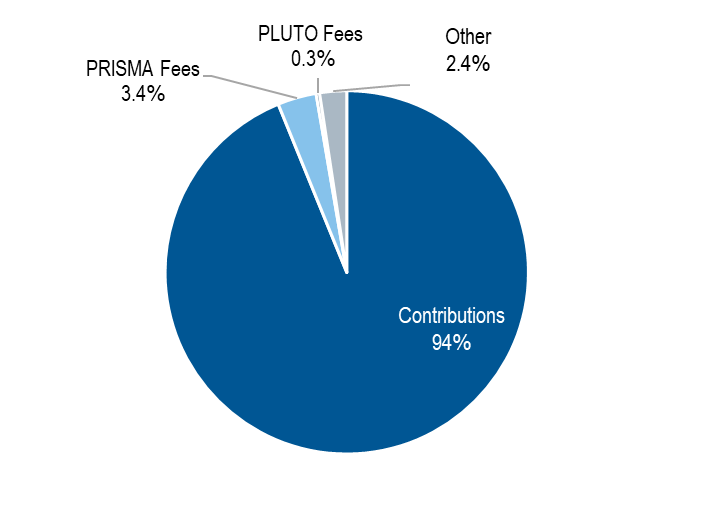 PLUTO Fees
0.3%
Other
2.4%
PRISMA Fees
3.4%
Contributions
94%